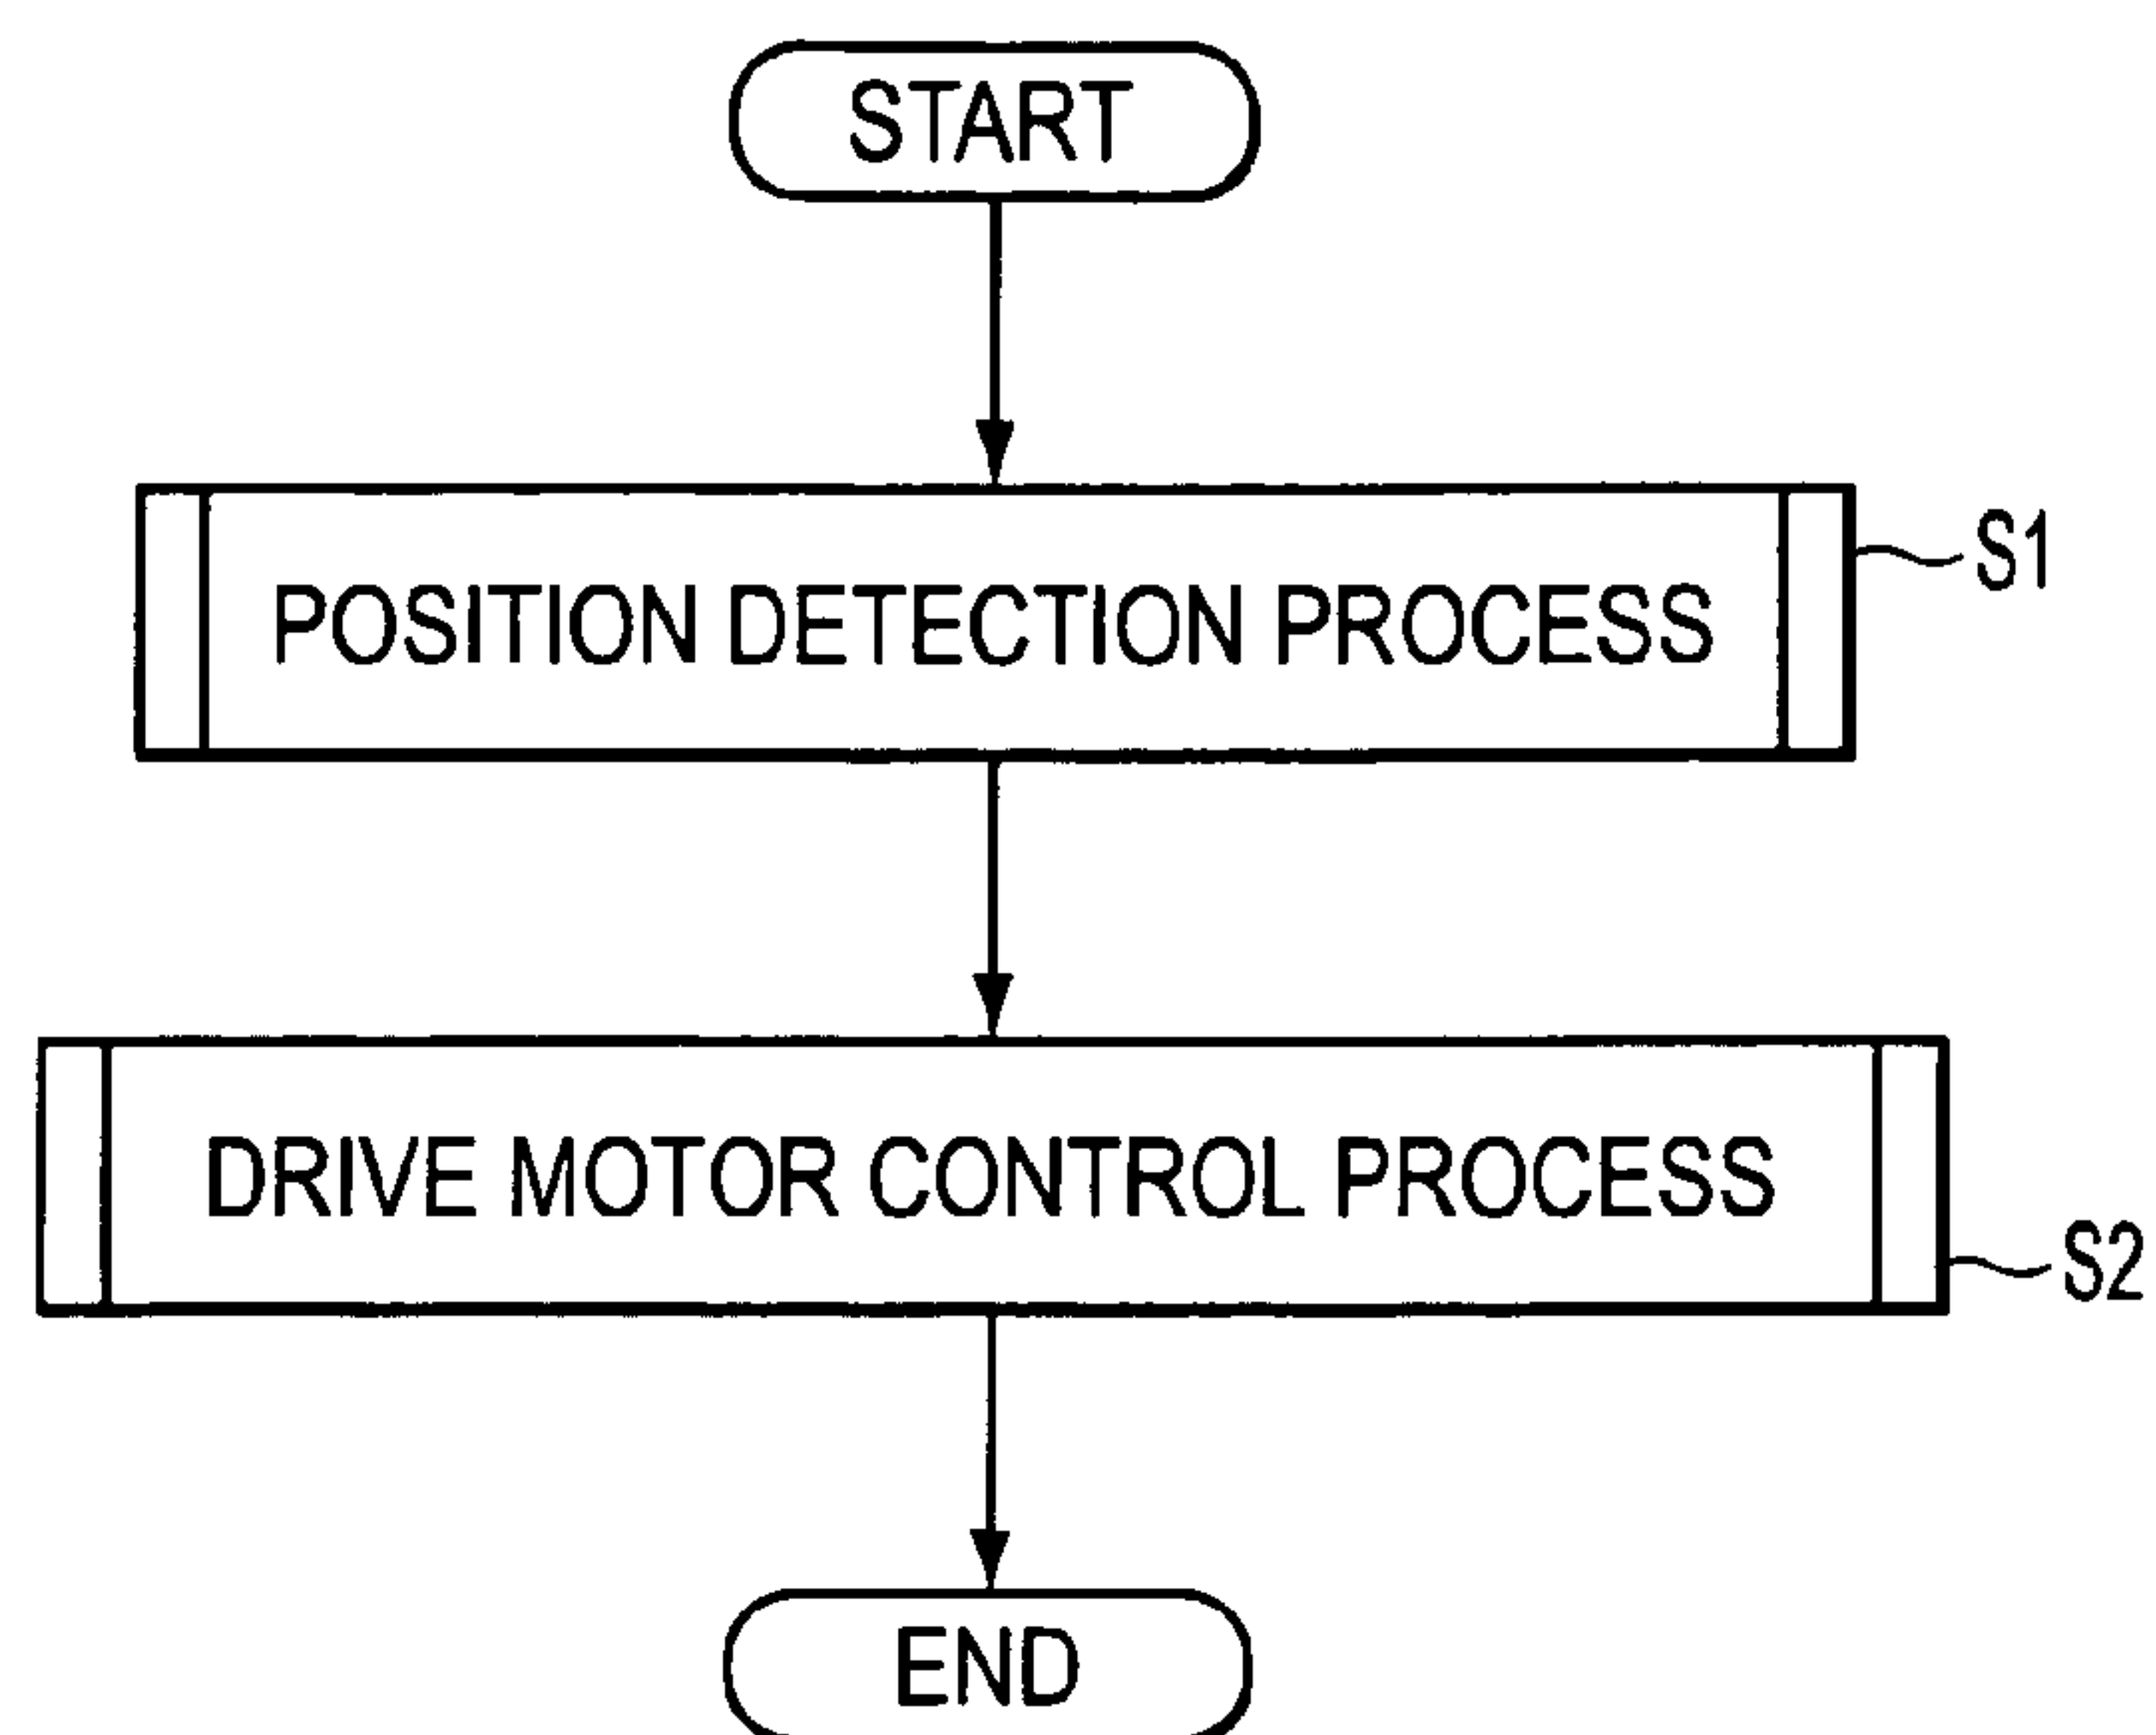 START
POSITION DETECTION PROCESS
S1
DRIVE MOTOR CONTROL PROCESS
S2
END